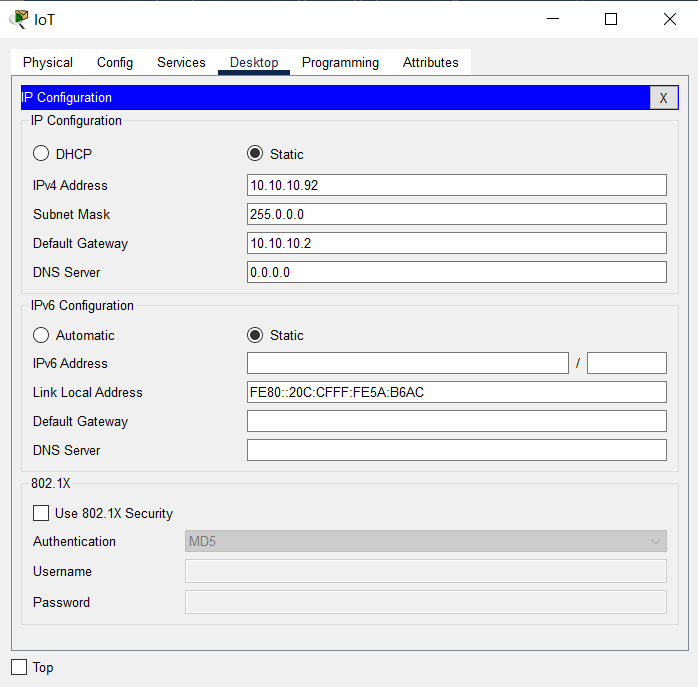 IoT
Physical Config Services Desktop Programming Attributes
IP Configuration X
IP Configuration
DHCP Static
IPv4 Address 10.10.10.92
Subnet Mask 255.0.0.0
Default Gateway 10.10.10.2
DNS Server 0.0.0.0
IPv6 Configuration
Automatic Static
IPv6 Address /
Link Local Address FE80::20C:CFFF:FE5A:B6AC
Default Gateway
DNS Server
802.1X
Use 802.1X Security
Authentication MD5
Username
Password
Top